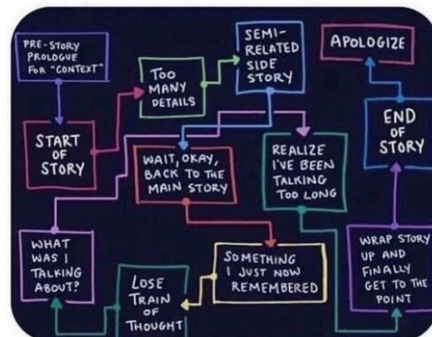 PRE-STORY
PROLOGUE
FOR "CONTEXT"
START
OF
STORY
TOO
MANY
DETAILS
SEMI-
RELATED
SIDE
STORY
WAIT, OKAY,
BACK TO THE
MAIN STORY
SOMETHING
I JUST NOW
REMEMBERED
LOSE
TRAIN OF
THOUGHT
WHAT
WAS I
TALKING
ABOUT?
REALIZE
I'VE BEEN
TALKING
TOO LONG
WRAP STORY
UP AND
FINALLY
GET TO THE
POINT
END
OF
STORY
APOLOGIZE